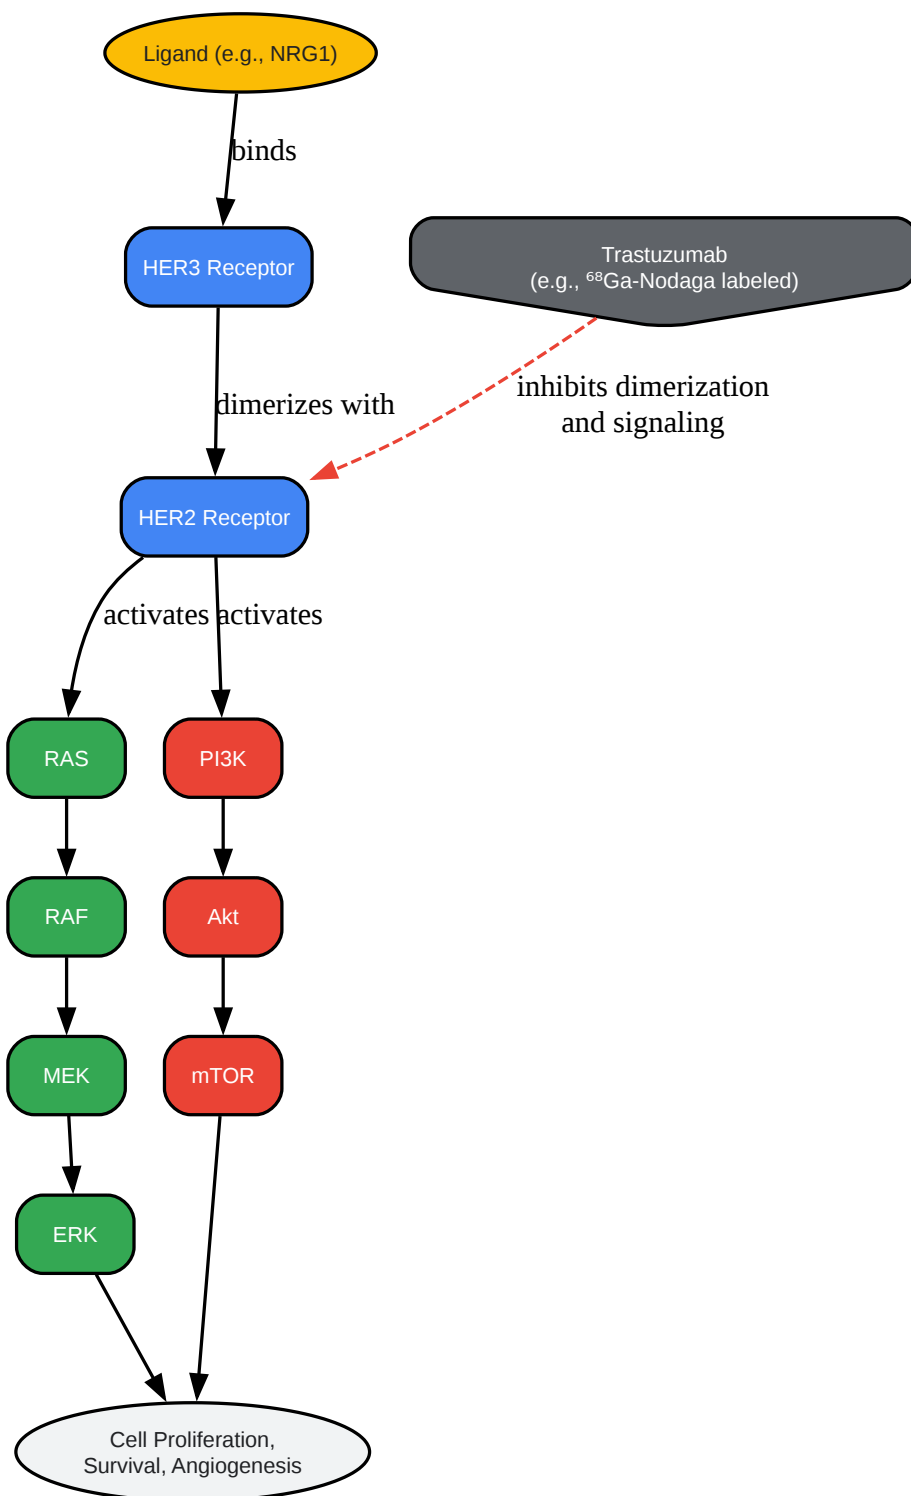 Ligand (e.g., NRG1)
binds
HER3 Receptor
Trastuzumab
(e.g., ⁶⁸Ga-Nodaga labeled)
dimerizes with
inhibits dimerization
and signaling
HER2 Receptor
activates
activates
RAS
PI3K
RAF
Akt
MEK
mTOR
ERK
Cell Proliferation,
Survival, Angiogenesis